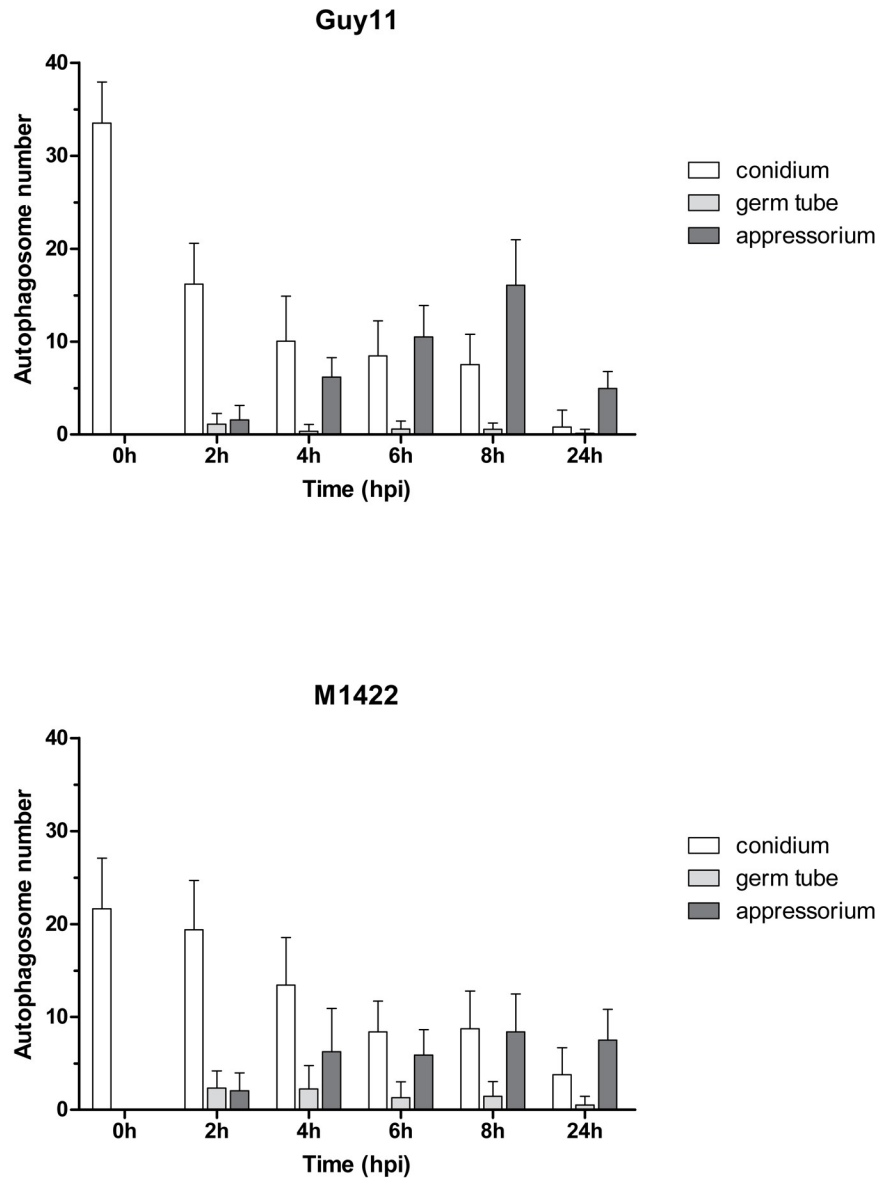 Guy11
40
30
20
10
0
Autophagosome number
0h 2h 4h 6h 8h 24h
Time (hpi)
conidium
germ tube
appressorium
M1422
40
30
20
10
0
Autophagosome number
0h 2h 4h 6h 8h 24h
Time (hpi)
conidium
germ tube
appressorium